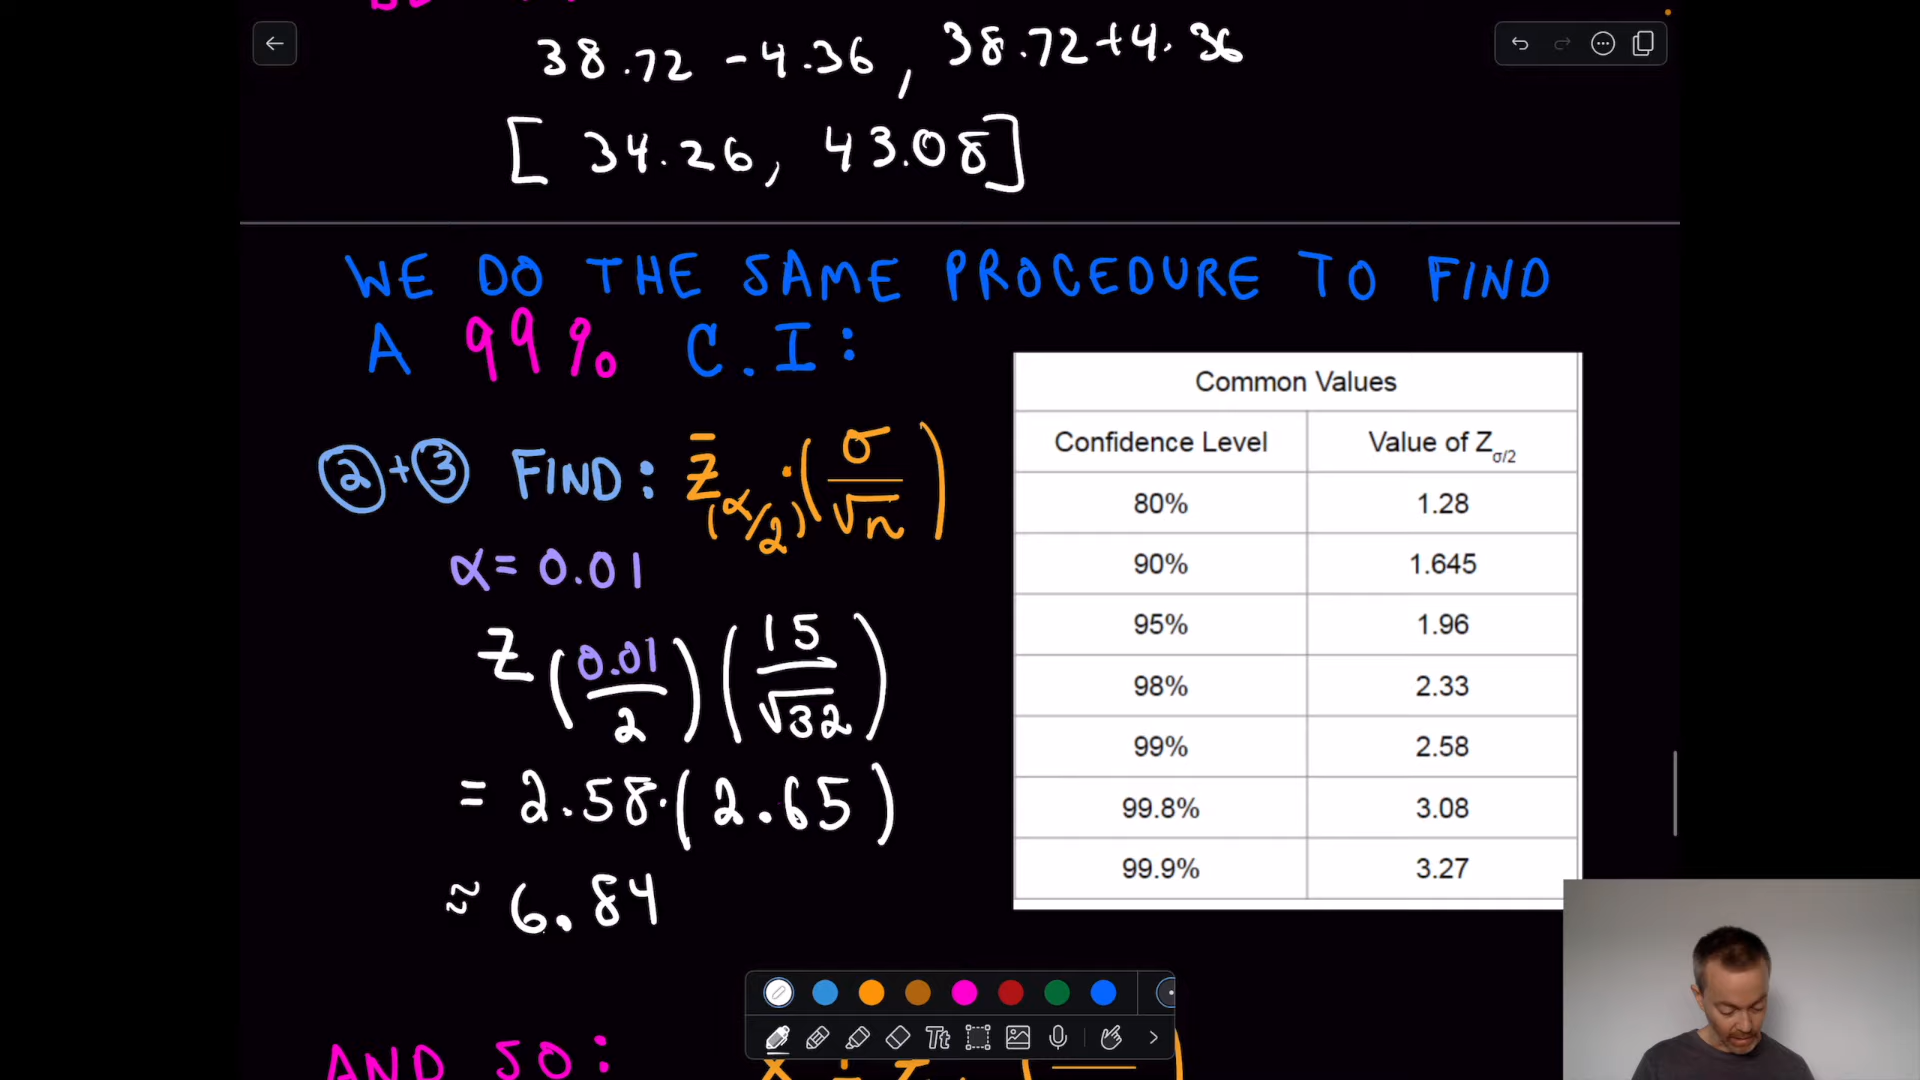 38.72 - 4.36 , 38.72 + 4.36
[ 34.26, 43.08 ]
WE DO THE SAME PROCEDURE TO FIND
A 99% C.I:
② + ③ FIND: z̄(α/2) · (σ/√n)
α = 0.01
Z(0.01/2) (15/√32)
= 2.58 · (2.65)
≈ 6.84
Common Values
Confidence Level Value of Zσ/2
80% 1.28
90% 1.645
95% 1.96
98% 2.33
99% 2.58
99.8% 3.08
99.9% 3.27
Tt
AND SO: